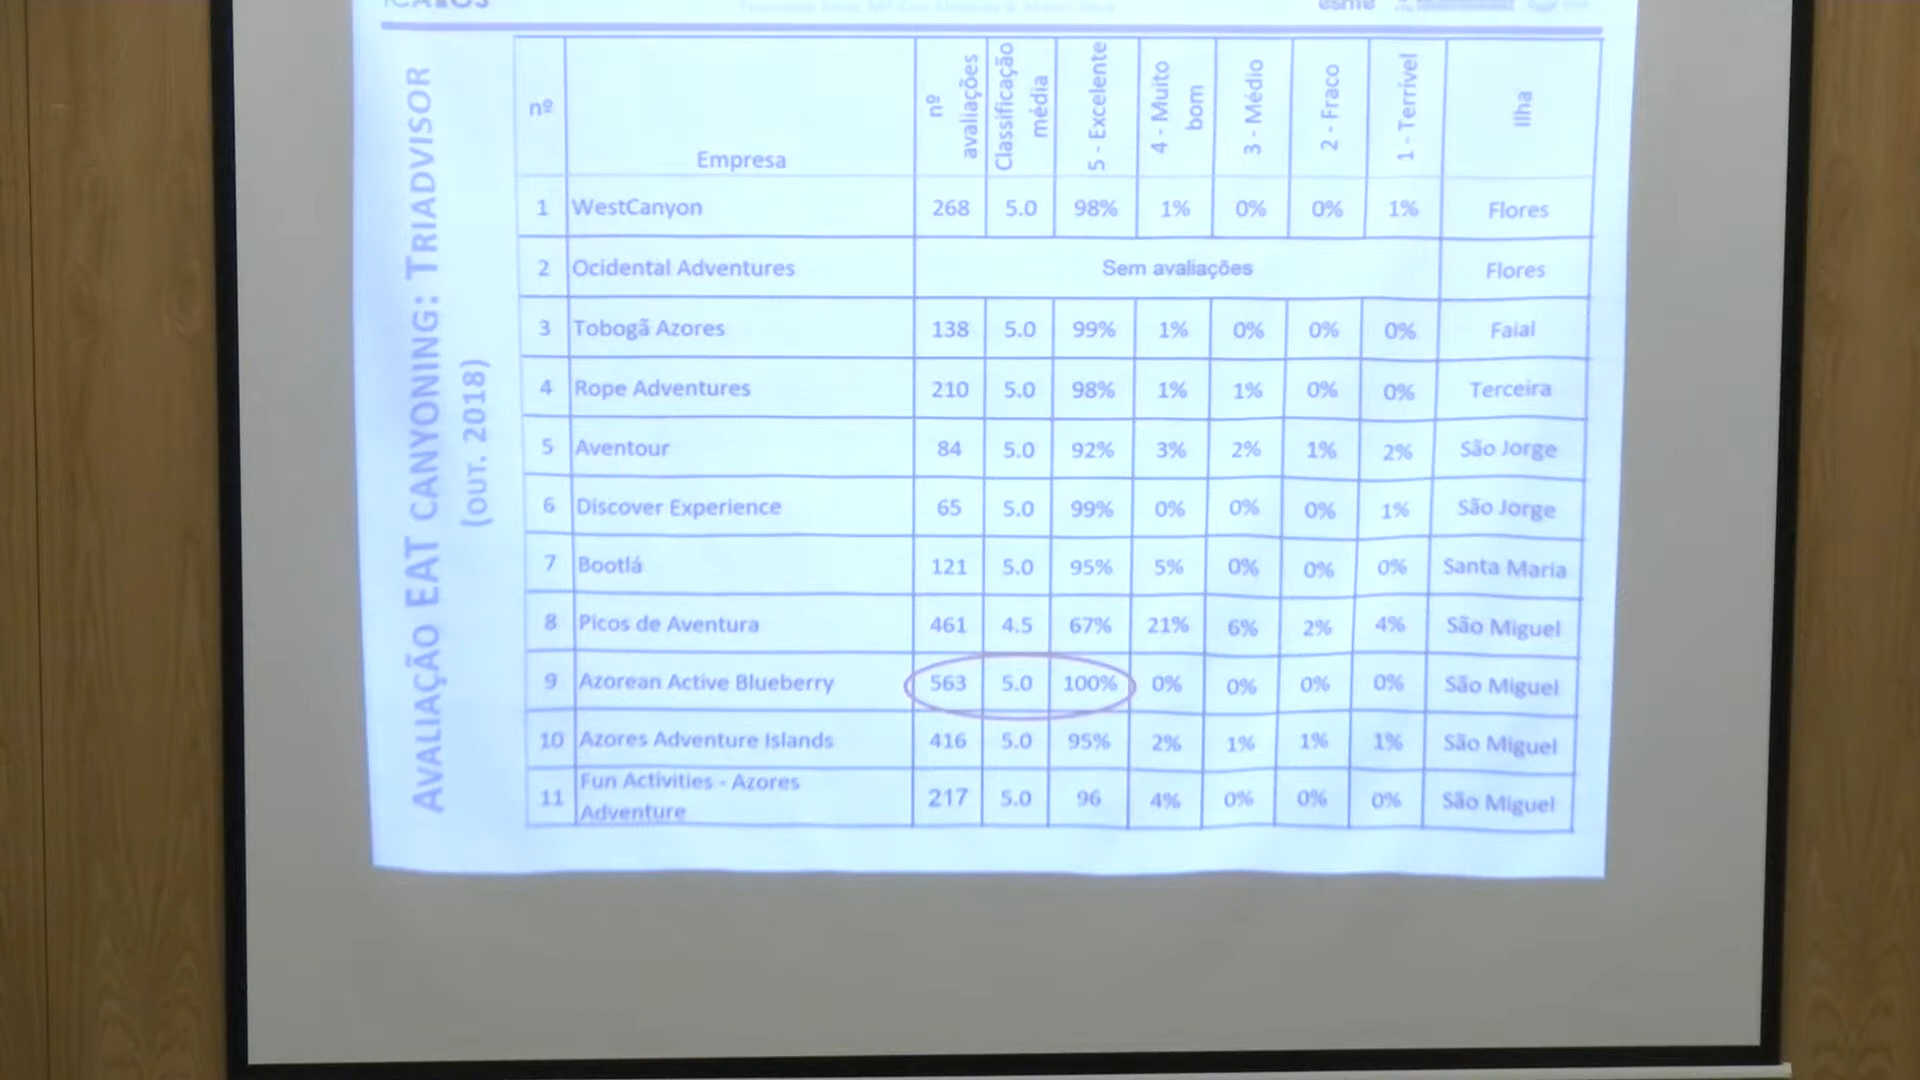 esme
AVALIAÇÃO EAT CANYONING: TRIADVISOR
(OUT. 2018)
nº Empresa nº avaliações Classificação média 5 - Excelente 4 - Muito bom 3 - Médio 2 - Fraco 1 - Terrível Ilha
1 WestCanyon 268 5.0 98% 1% 0% 0% 1% Flores
2 Ocidental Adventures Sem avaliações Flores
3 Tobogã Azores 138 5.0 99% 1% 0% 0% 0% Faial
4 Rope Adventures 210 5.0 98% 1% 1% 0% 0% Terceira
5 Aventour 84 5.0 92% 3% 2% 1% 2% São Jorge
6 Discover Experience 65 5.0 99% 0% 0% 0% 1% São Jorge
7 Bootlá 121 5.0 95% 5% 0% 0% 0% Santa Maria
8 Picos de Aventura 461 4.5 67% 21% 6% 2% 4% São Miguel
9 Azorean Active Blueberry 563 5.0 100% 0% 0% 0% 0% São Miguel
10 Azores Adventure Islands 416 5.0 95% 2% 1% 1% 1% São Miguel
11 Fun Activities - Azores Adventure 217 5.0 96 4% 0% 0% 0% São Miguel